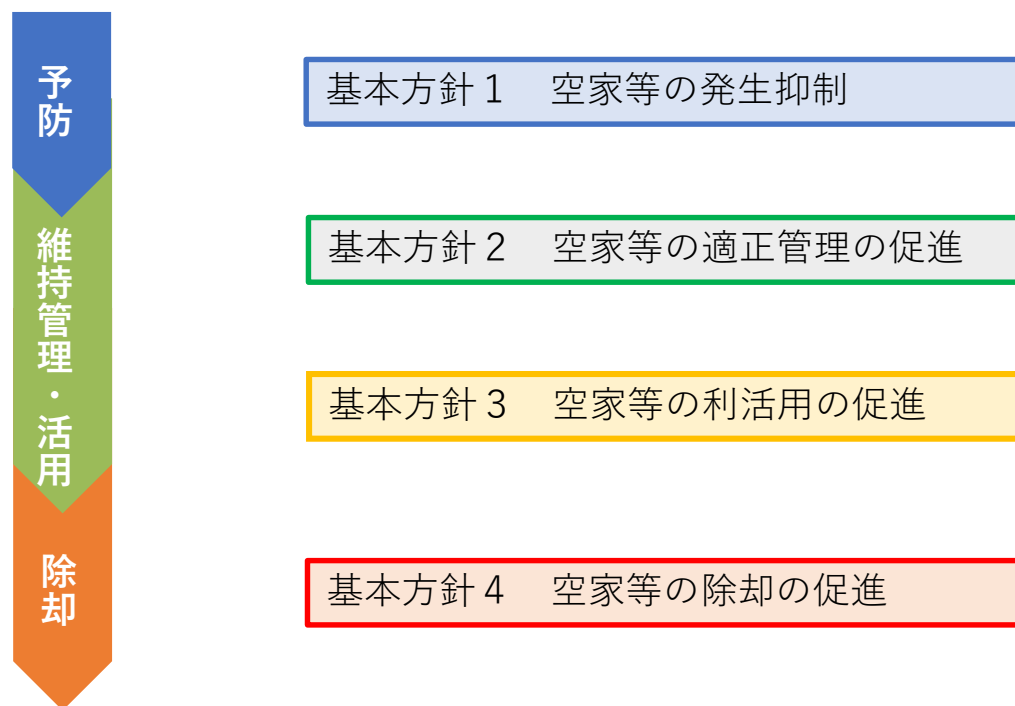 予防
基本方針１　空家等の発生抑制
維持管理・活用
基本方針２　空家等の適正管理の促進
基本方針３　空家等の利活用の促進
除却
基本方針４　空家等の除却の促進